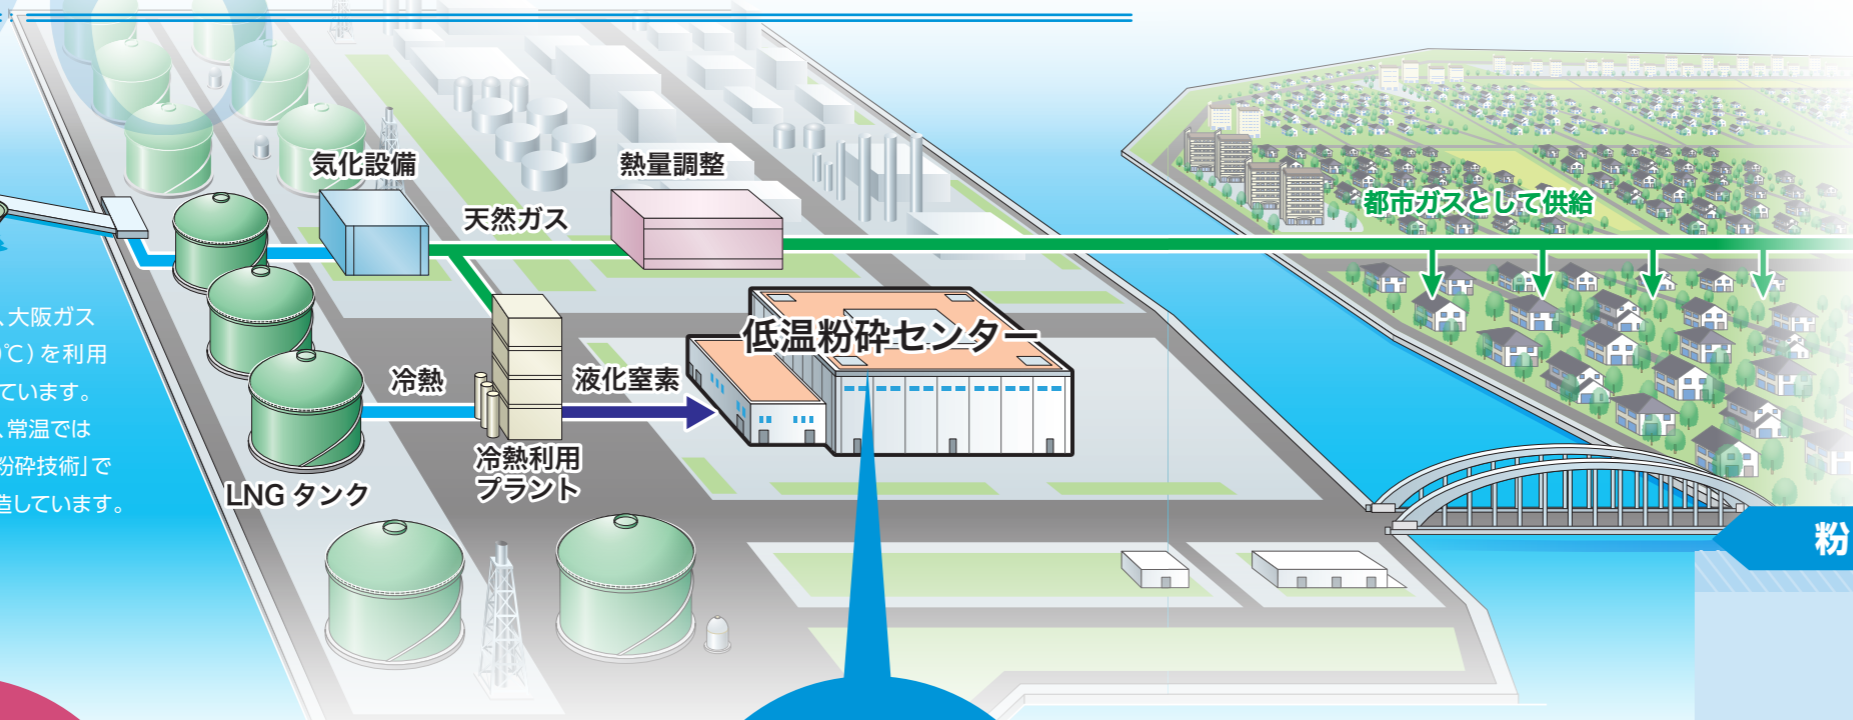 気化設備
熱量調整
天然ガス
都市ガスとして供給
、大阪ガス
℃）を利用
ています。
、常温では
粉砕技術」で
造しています。
低温粉砕センター
冷熱
液化窒素
冷熱利用
プラント
LNG タンク
粉